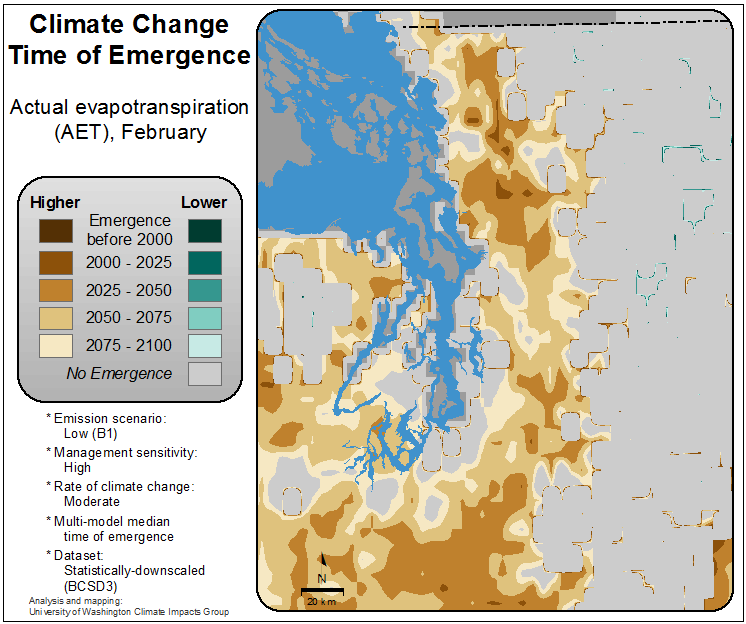 Climate Change
Time of Emergence
Actual evapotranspiration
(AET), February
Higher Lower
Emergence
before 2000
2000 - 2025
2025 - 2050
2050 - 2075
2075 - 2100
No Emergence
* Emission scenario:
Low (B1)
* Management sensitivity:
High
* Rate of climate change:
Moderate
* Multi-model median
time of emergence
* Dataset:
Statistically-downscaled
(BCSD3)
Analysis and mapping:
University of Washington Climate Impacts Group
N
20 km